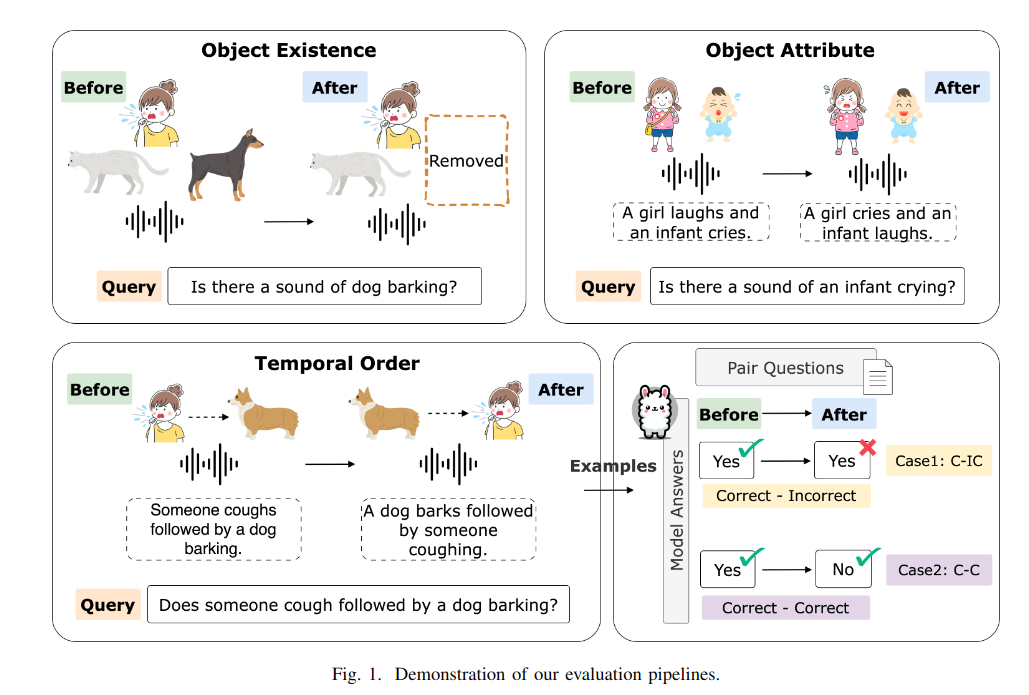 Object Existence
Before
After
Removed
Query
Is there a sound of dog barking?
Object Attribute
Before
After
A girl laughs and
an infant cries.
A girl cries and an
infant laughs.
Query
Is there a sound of an infant crying?
Temporal Order
Before
After
Someone coughs
followed by a dog
barking.
A dog barks followed
by someone
coughing.
Query
Does someone cough followed by a dog barking?
Examples
Pair Questions
Model Answers
Before
After
Yes
Yes
Case1: C-IC
Correct - Incorrect
Yes
No
Case2: C-C
Correct - Correct
Fig. 1. Demonstration of our evaluation pipelines.